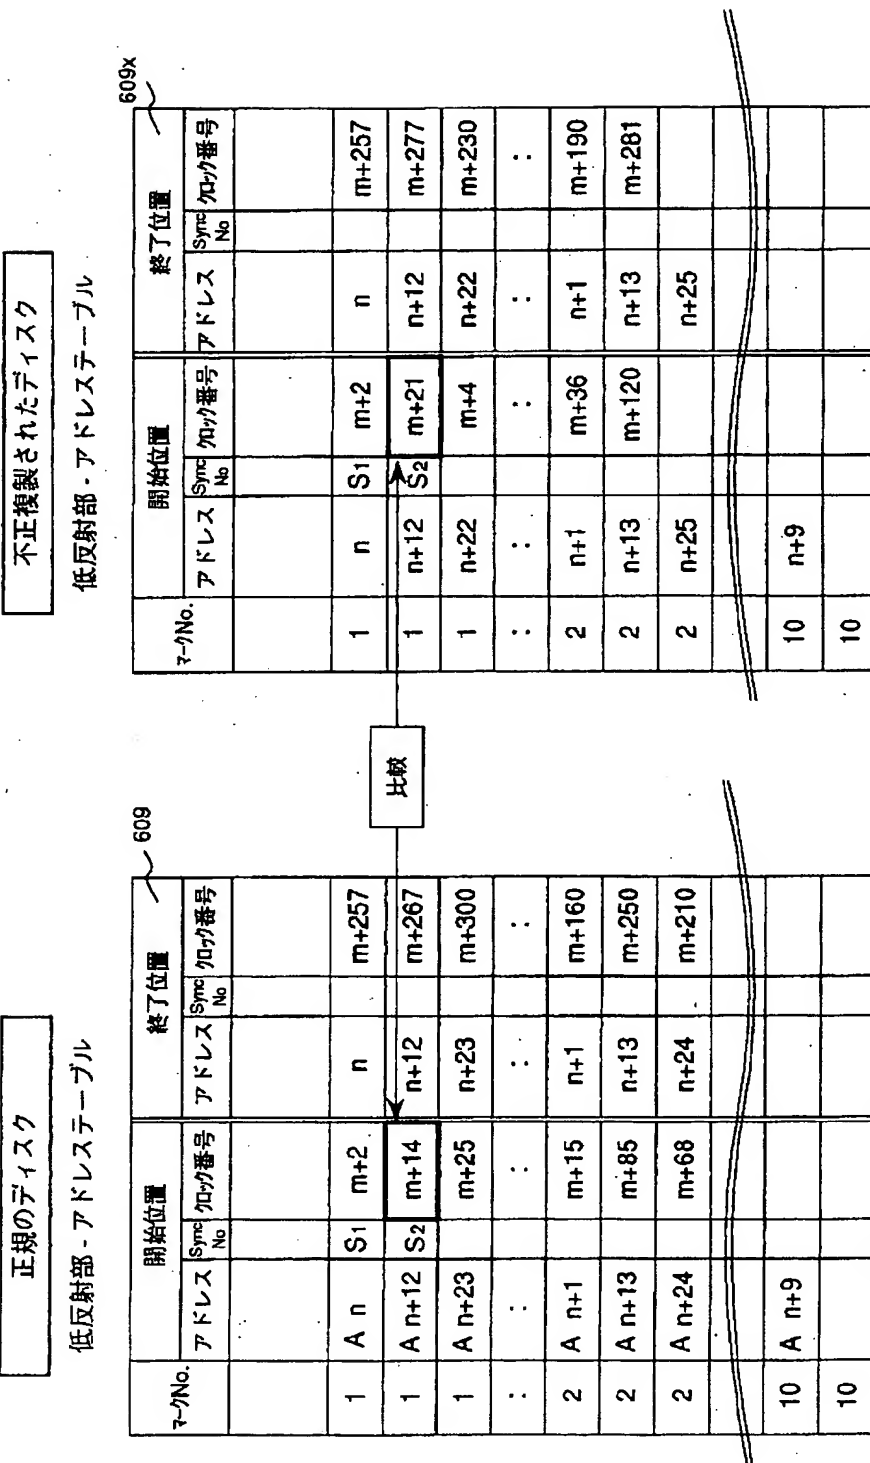 正規のディスク
低反射部-アドレステーブル
609
マークNo. 開始位置 終了位置
アドレス Sync No クロック番号 アドレス Sync No クロック番号
1 A n S1 m+2 n m+257
1 A n+12 S2 m+14 n+12 m+267
1 A n+23 m+25 n+23 m+300
: : : : :
2 A n+1 m+15 n+1 m+160
2 A n+13 m+85 n+13 m+250
2 A n+24 m+68 n+24 m+210
10 A n+9
10
比較
不正複製されたディスク
低反射部-アドレステーブル
609x
マークNo. 開始位置 終了位置
アドレス Sync No クロック番号 アドレス Sync No クロック番号
1 n S1 m+2 n m+257
1 n+12 S2 m+21 n+12 m+277
1 n+22 m+4 n+22 m+230
: : : : :
2 n+1 m+36 n+1 m+190
2 n+13 m+120 n+13 m+281
2 n+25 n+25
10 n+9
10